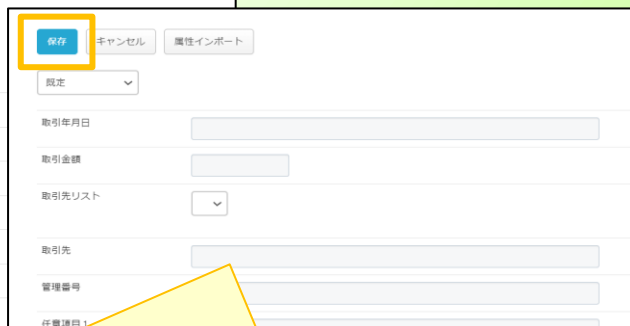 保存 キャンセル 属性インポート
既定
取引年月日
取引金額
取引先リスト
取引先
管理番号
任意項目1